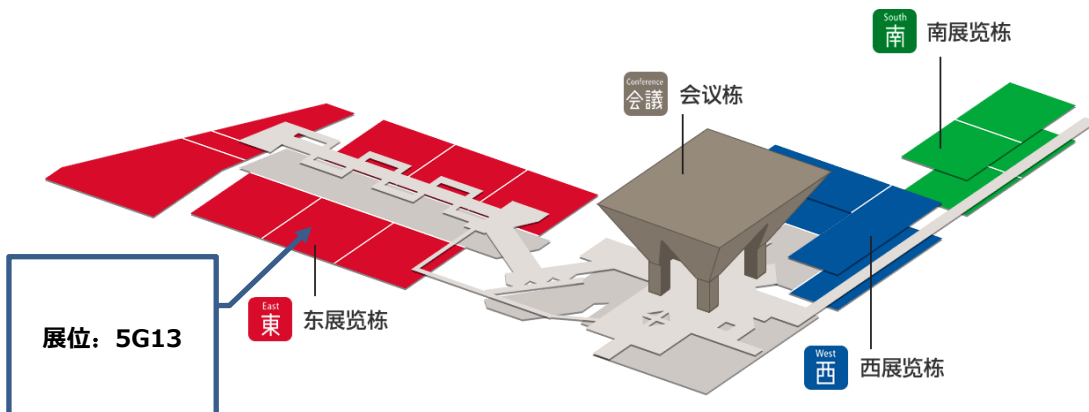 South
南
南展览栋
Conference
会議
会议栋
展位：5G13
East
東
东展览栋
West
西
西展览栋